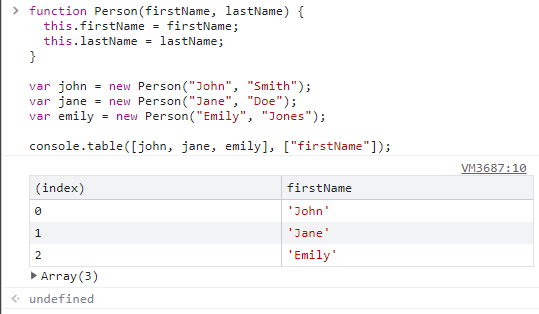 function Person(firstName, lastName) {
this.firstName = firstName;
this.lastName = lastName;
}
var john = new Person("John", "Smith");
var jane = new Person("Jane", "Doe");
var emily = new Person("Emily", "Jones");
console.table([john, jane, emily], ["firstName"]);
VM3687:10
(index) firstName
0 'John'
1 'Jane'
2 'Emily'
Array(3)
undefined